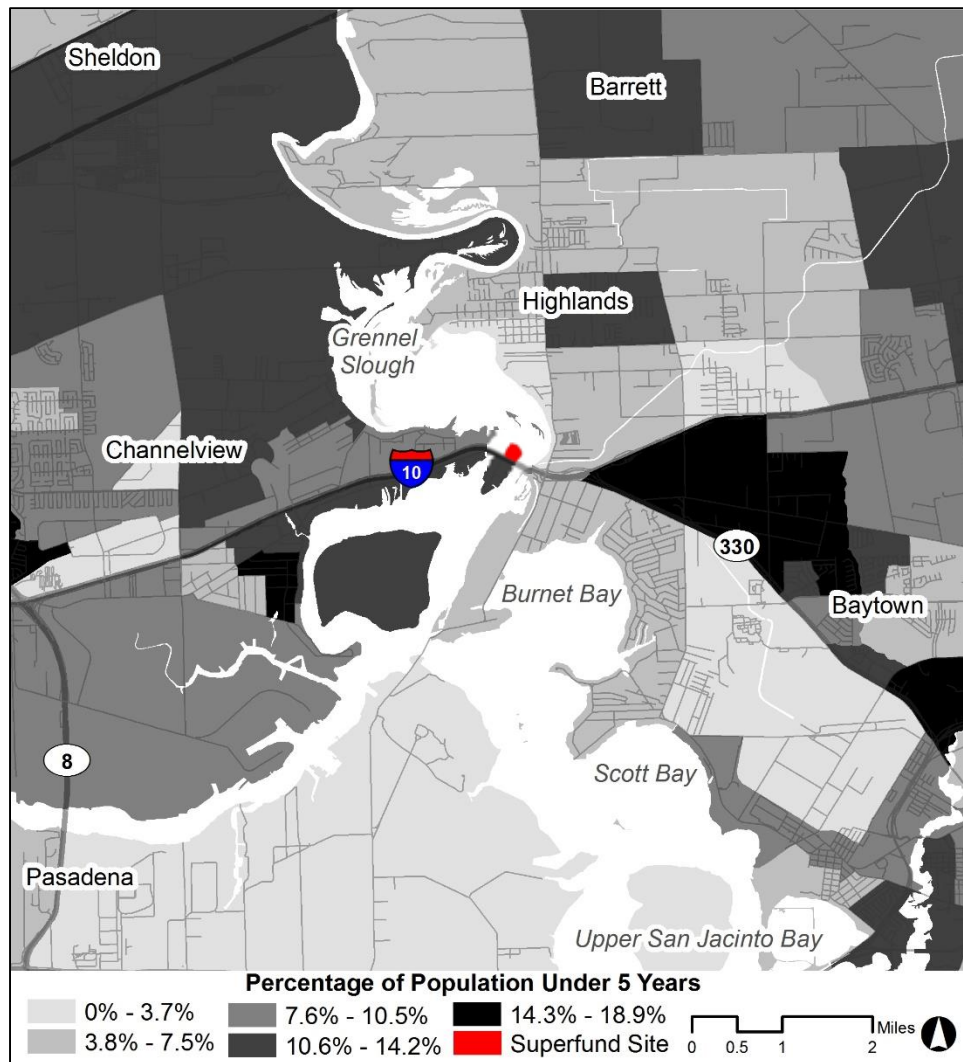 Sheldon
Barrett
Highlands
Grennel
Slough
Channelview
10
330
Burnet Bay
Baytown
8
Scott Bay
Pasadena
Upper San Jacinto Bay
Percentage of Population Under 5 Years
0% - 3.7%
7.6% - 10.5%
14.3% - 18.9%
3.8% - 7.5%
10.6% - 14.2%
Superfund Site
Miles
0 0.5 1 2